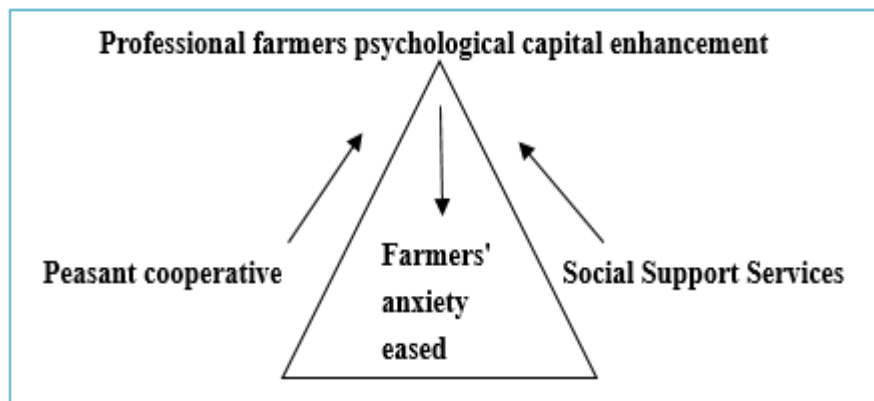 Professional farmers psychological capital enhancement
Peasant cooperative
Farmers'
anxiety
eased
Social Support Services